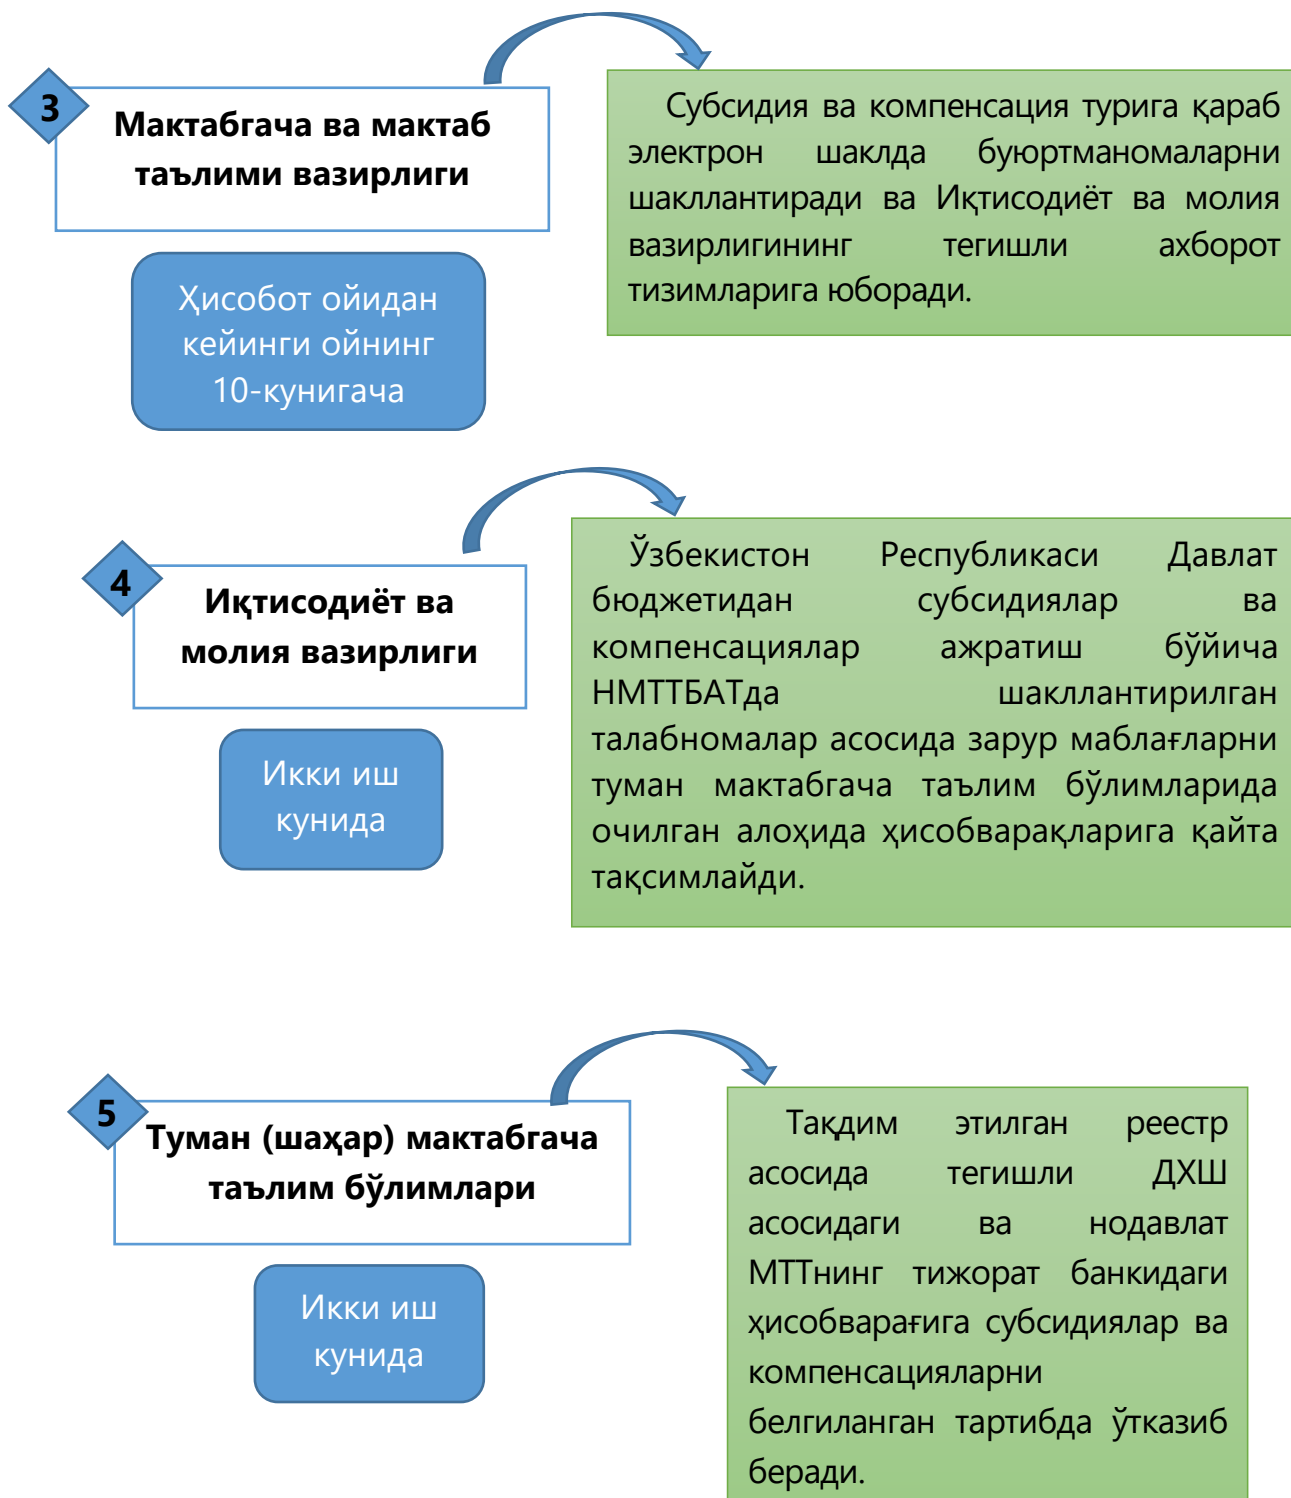 3
Мактабгача ва мактаб
таълими вазирлиги
Ҳисобот ойидан
кейинги ойнинг
10-кунигача
Субсидия ва компенсация турига қараб
электрон шаклда буюртманомаларни
шакллантиради ва Иқтисодиёт ва молия
вазирлигининг тегишли ахборот
тизимларига юборади.
4
Иқтисодиёт ва
молия вазирлиги
Икки иш
кунида
Ўзбекистон Республикаси Давлат
бюджетидан субсидиялар ва
компенсациялар ажратиш бўйича
НМТТБАТда шакллантирилган
талабномалар асосида зарур маблағларни
туман мактабгача таълим бўлимларида
очилган алоҳида ҳисобварақларига қайта
тақсимлайди.
5
Туман (шаҳар) мактабгача
таълим бўлимлари
Икки иш
кунида
Тақдим этилган реестр
асосида тегишли ДХШ
асосидаги ва нодавлат
МТТнинг тижорат банкидаги
ҳисобварағига субсидиялар ва
компенсацияларни
белгиланган тартибда ўтказиб
беради.